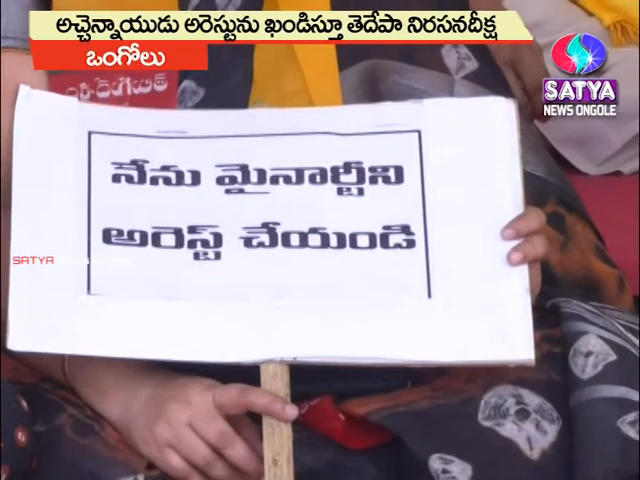 అచ్చెన్నాయుడు అరెస్టును ఖండిస్తూ తెదేపా నిరసనదీక్ష
ఒంగోలు
SATYA
NEWS ONGOLE
నేను మైనార్టీని
అరెస్ట్ చేయండి
SATYA